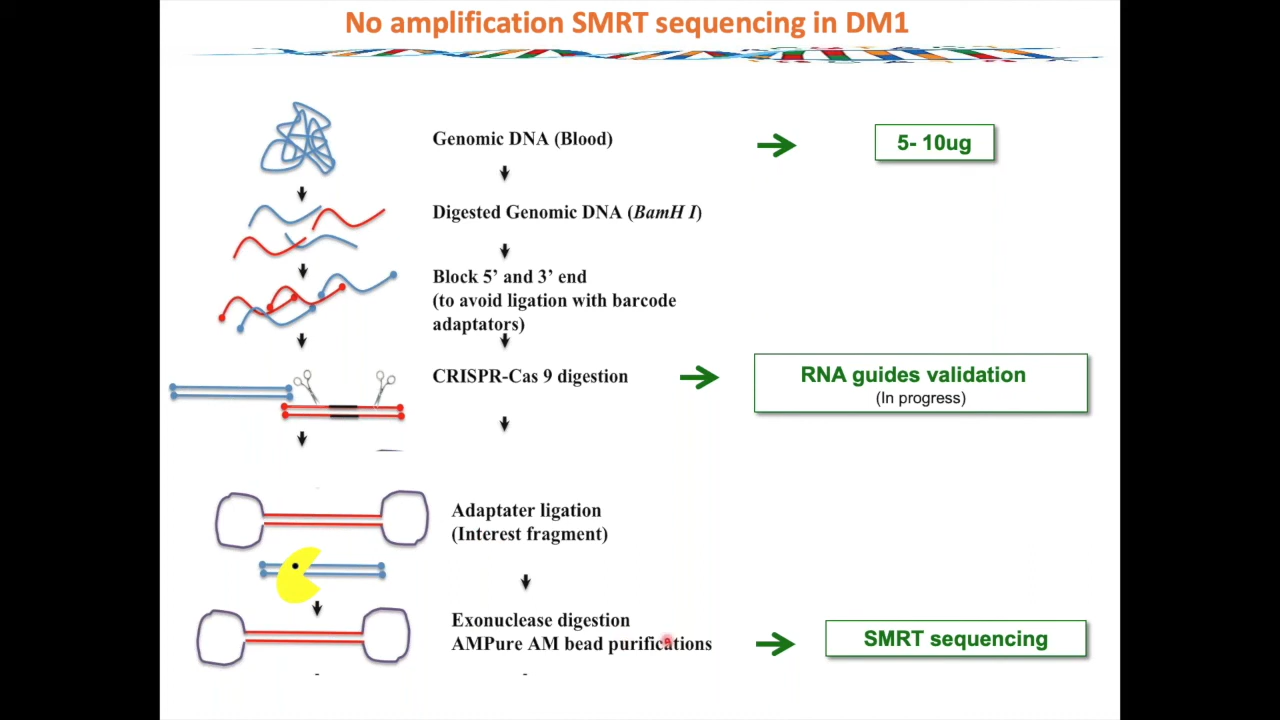 No amplification SMRT sequencing in DM1
Genomic DNA (Blood)
5- 10ug
Digested Genomic DNA (BamH I)
Block 5’ and 3’ end
(to avoid ligation with barcode
adaptators)
CRISPR-Cas 9 digestion
RNA guides validation
(In progress)
Adaptater ligation
(Interest fragment)
Exonuclease digestion
AMPure AM bead purifications
SMRT sequencing